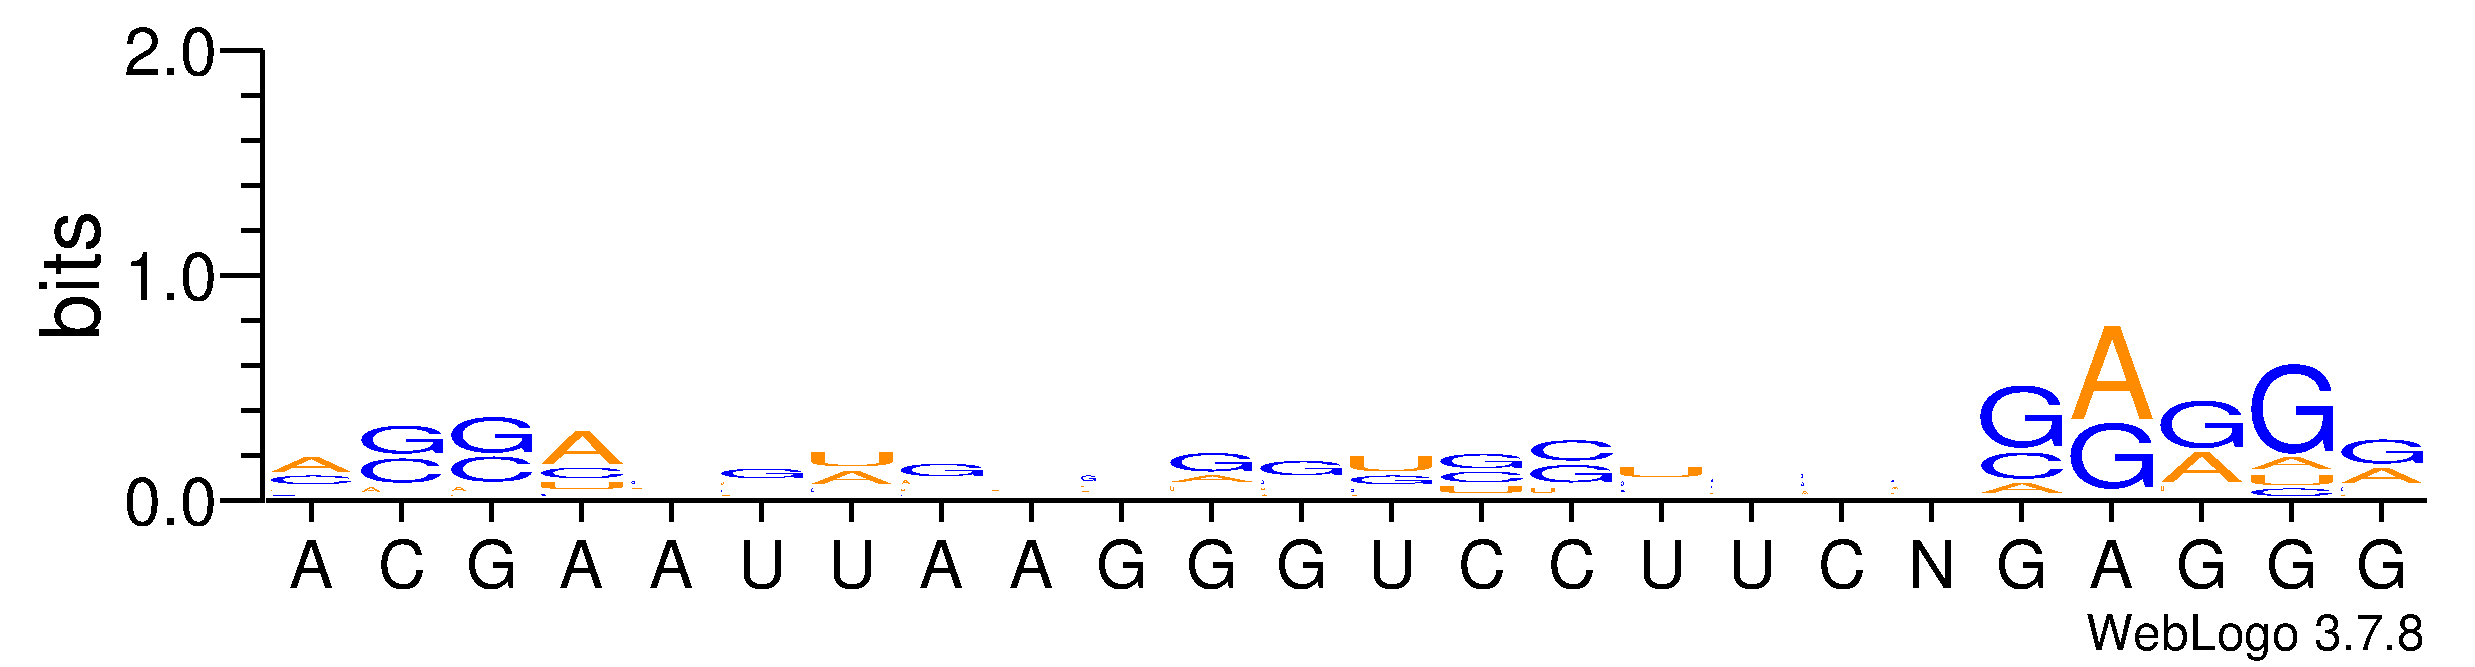 2.0
1.0
0.0
bits
A C G A A U U A A G G G U C C U U C N G A G G G
WebLogo 3.7.8